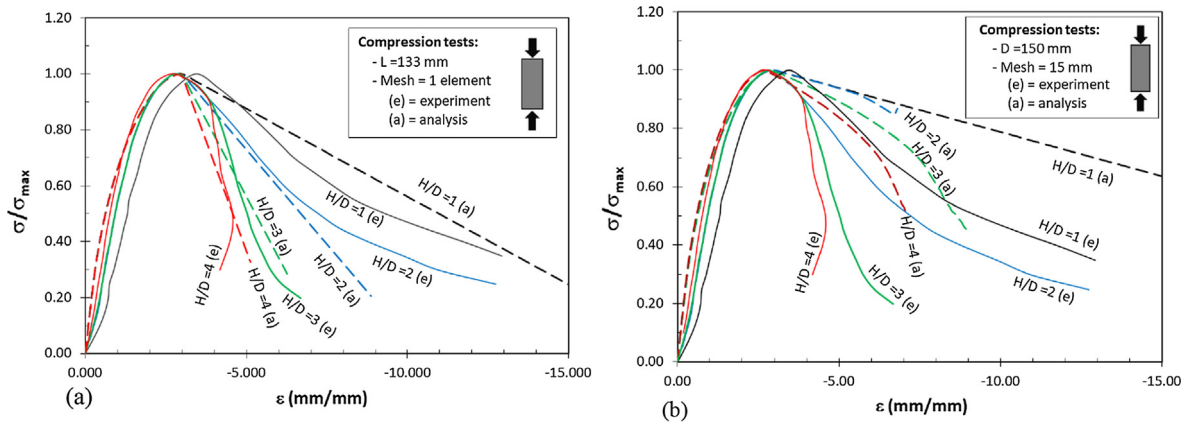 1.20
1.00
0.80
0.60
0.40
0.20
0.00
σ/σmax
Compression tests:
- L =133 mm
- Mesh = 1 element
(e) = experiment
(a) = analysis
H/D =1 (a)
H/D =1 (e)
H/D =2 (e)
H/D =2 (a)
H/D =3 (a)
H/D =3 (e)
H/D =4 (a)
H/D =4 (e)
0.000
-5.000
-10.000
-15.000
ε (mm/mm)
(a)
1.20
1.00
0.80
0.60
0.40
0.20
0.00
σ/σmax
Compression tests:
- D =150 mm
- Mesh = 15 mm
(e) = experiment
(a) = analysis
H/D =2 (a)
H/D =1 (a)
H/D =3 (a)
H/D =1 (e)
H/D =4 (a)
H/D =4 (e)
H/D =2 (e)
H/D =3 (e)
0.00
-5.00
-10.00
-15.00
ε (mm/mm)
(b)